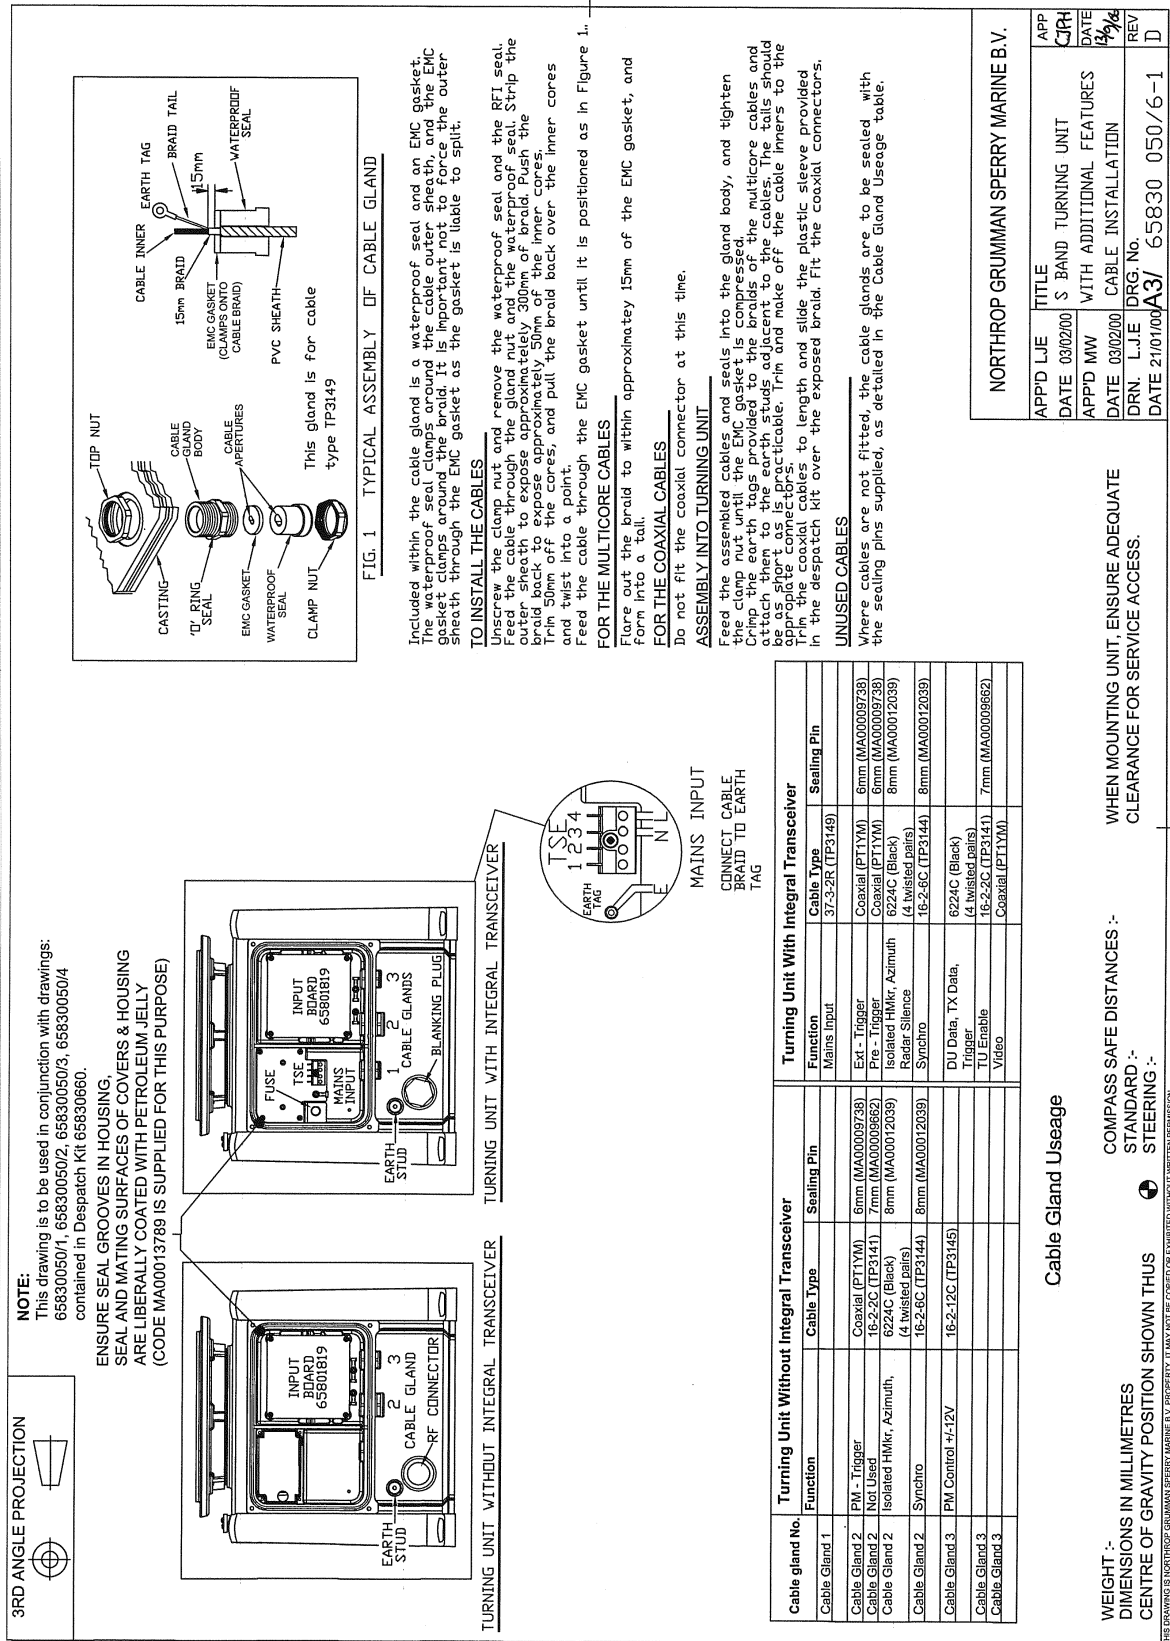 3RD ANGLE PROJECTION
NOTE:
This drawing is to be used in conjunction with drawings:
65830050/1, 65830050/2, 65830050/3, 65830050/4
contained in Despatch Kit 65830660.
ENSURE SEAL GROOVES IN HOUSING,
SEAL AND MATING SURFACES OF COVERS & HOUSING
ARE LIBERALLY COATED WITH PETROLEUM JELLY
(CODE MA00013789 IS SUPPLIED FOR THIS PURPOSE)
INPUT
BOARD
65801819
2 3
CABLE GLAND
RF CONNECTOR
EARTH
STUD
TURNING UNIT WITHOUT INTEGRAL TRANSCEIVER
FUSE
TSE
MAINS
INPUT
INPUT
BOARD
65801819
1 2 3
CABLE GLANDS
BLANKING PLUG
EARTH
STUD
TURNING UNIT WITH INTEGRAL TRANSCEIVER
TSE
1 2 3 4
EARTH
TAG
E N L
MAINS INPUT
CONNECT CABLE
BRAID TO EARTH
TAG
TOP NUT
CASTING
CABLE
GLAND
BODY
'O' RING
SEAL
CABLE
APERTURES
EMC GASKET
WATERPROOF
SEAL
CLAMP NUT
This gland is for cable
type TP3149
CABLE INNER
EARTH TAG
BRAID TAIL
15mm BRAID
15mm
EMC GASKET
(CLAMPS ONTO
CABLE BRAID)
WATERPROOF
SEAL
PVC SHEATH
FIG. 1 TYPICAL ASSEMBLY OF CABLE GLAND
Included within the cable gland is a waterproof seal and an EMC gasket.
The waterproof seal clamps around the cable outer sheath, and the EMC
gasket clamps around the braid. It is important not to force the outer
sheath through the EMC gasket as the gasket is liable to split.
TO INSTALL THE CABLES
Unscrew the clamp nut and remove the waterproof seal and the RFI seal.
Feed the cable through the gland nut and the waterproof seal. Strip the
outer sheath to expose approximately 300mm of braid. Push the
braid back to expose approximately 50mm of the inner cores.
Trim 50mm off the cores, and pull the braid back over the inner cores
and twist into a point.
Feed the cable through the EMC gasket until it is positioned as in Figure 1..
FOR THE MULTICORE CABLES
Flare out the braid to within approximatey 15mm of the EMC gasket, and
form into a tail.
FOR THE COAXIAL CABLES
Do not fit the coaxial connector at this time.
ASSEMBLY INTO TURNING UNIT
Feed the assembled cables and seals into the gland body, and tighten
the clamp nut until the EMC gasket is compressed.
Crimp the earth tags provided to the braids of the multicore cables and
attach them to the earth studs adjacent to the cables. The tails should
be as short as is practicable. Trim and make off the cable inners to the
appropiate connectors.
Trim the coaxial cables to length and slide the plastic sleeve provided
in the despatch kit over the exposed braid. Fit the coaxial connectors.
UNUSED CABLES
Where cables are not fitted, the cable glands are to be sealed with
the sealing pins supplied, as detailed in the Cable Gland Useage table.
Cable gland No. Turning Unit Without Integral Transceiver Turning Unit With Integral Transceiver
Function Cable Type Sealing Pin Function Cable Type Sealing Pin
Cable Gland 1 Mains Input 37-3-2R (TP3149)
Cable Gland 2 PM - Trigger Coaxial (PT1YM) 6mm (MA00009738) Ext - Trigger Coaxial (PT1YM) 6mm (MA00009738)
Cable Gland 2 Not Used 16-2-2C (TP3141) 7mm (MA00009662) Pre - Trigger Coaxial (PT1YM) 6mm (MA00009738)
Cable Gland 2 Isolated HMkr, Azimuth, 6224C (Black) 8mm (MA00012039) Isolated HMkr, Azimuth 6224C (Black) 8mm (MA00012039)
(4 twisted pairs) Radar Silence (4 twisted pairs)
Cable Gland 2 Synchro 16-2-6C (TP3144) 8mm (MA00012039) Synchro 16-2-6C (TP3144) 8mm (MA00012039)
Cable Gland 3 PM Control +/-12V 16-2-12C (TP3145) DU Data, TX Data, 6224C (Black)
Trigger (4 twisted pairs)
Cable Gland 3 TU Enable 16-2-2C (TP3141) 7mm (MA00009662)
Cable Gland 3 Video Coaxial (PT1YM)
Cable Gland Useage
WEIGHT :-
DIMENSIONS IN MILLIMETRES
CENTRE OF GRAVITY POSITION SHOWN THUS
COMPASS SAFE DISTANCES :-
STANDARD :-
STEERING :-
WHEN MOUNTING UNIT, ENSURE ADEQUATE
CLEARANCE FOR SERVICE ACCESS.
NORTHROP GRUMMAN SPERRY MARINE B.V.
APP'D LJE
DATE 03/02/00
APP'D MW
DATE 03/02/00
DRN. L.J.E
DATE 21/01/00
TITLE
S BAND TURNING UNIT
WITH ADDITIONAL FEATURES
CABLE INSTALLATION
DRG. No.
A3/ 65830 050/6-1
APP
CJPH
DATE
REV
D
THIS DRAWING IS NORTHROP GRUMMAN SPERRY MARINE B.V. PROPERTY. IT MAY NOT BE COPIED OR EXHIBITED WITHOUT WRITTEN PERMISSION